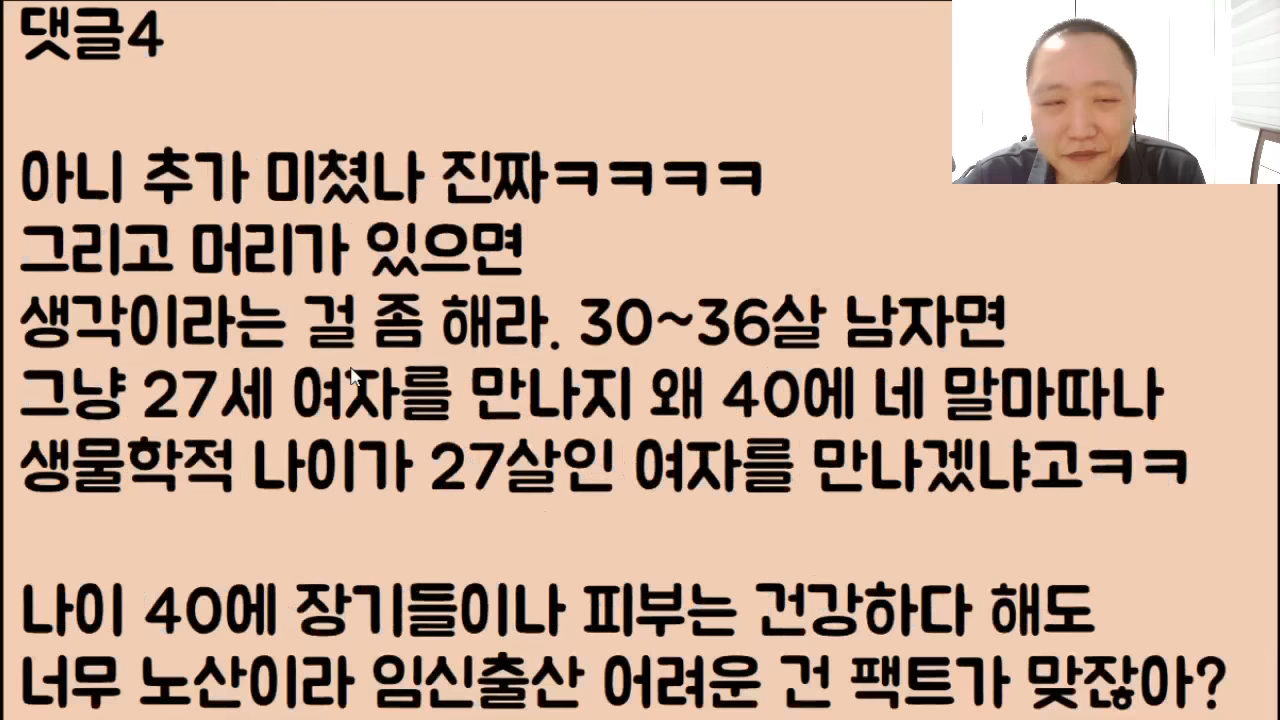 댓글4
아니 추가 미쳤나 진짜ㅋㅋㅋㅋ
그리고 머리가 있으면
생각이라는 걸 좀 해라. 30~36살 남자면
그냥 27세 여자를 만나지 왜 40에 네 말마따나
생물학적 나이가 27살인 여자를 만나겠냐고ㅋㅋ
나이 40에 장기들이나 피부는 건강하다 해도
너무 노산이라 임신출산 어려운 건 팩트가 맞잖아?